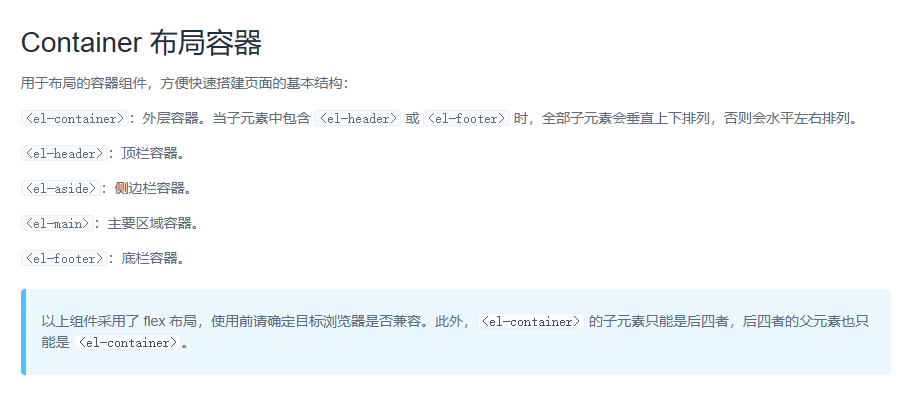 Container 布局容器
用于布局的容器组件，方便快速搭建页面的基本结构：
<el-container>：外层容器。当子元素中包含 <el-header> 或 <el-footer> 时，全部子元素会垂直上下排列，否则会水平左右排列。
<el-header>：顶栏容器。
<el-aside>：侧边栏容器。
<el-main>：主要区域容器。
<el-footer>：底栏容器。
以上组件采用了 flex 布局，使用前请确定目标浏览器是否兼容。此外， <el-container> 的子元素只能是后四者，后四者的父元素也只
能是 <el-container>。